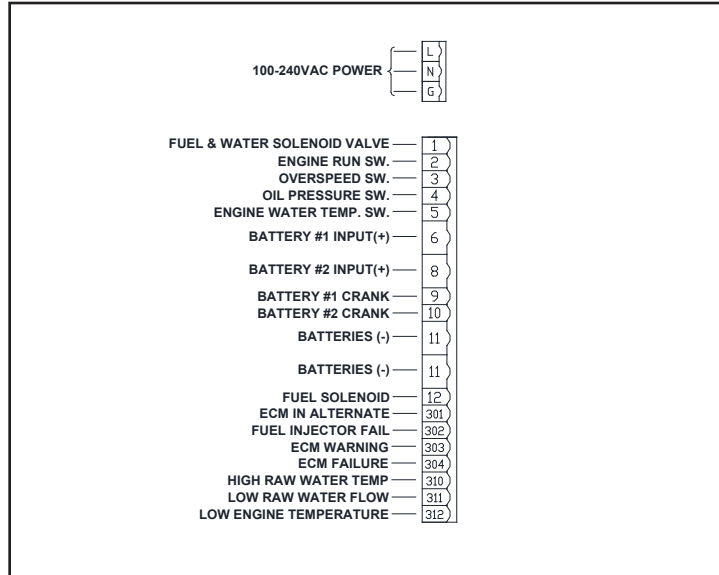 100-240VAC POWER
L
N
G
FUEL & WATER SOLENOID VALVE 1
ENGINE RUN SW. 2
OVERSPEED SW. 3
OIL PRESSURE SW. 4
ENGINE WATER TEMP. SW. 5
BATTERY #1 INPUT(+) 6
BATTERY #2 INPUT(+) 8
BATTERY #1 CRANK 9
BATTERY #2 CRANK 10
BATTERIES (-) 11
BATTERIES (-) 11
FUEL SOLENOID 12
ECM IN ALTERNATE 301
FUEL INJECTOR FAIL 302
ECM WARNING 303
ECM FAILURE 304
HIGH RAW WATER TEMP 310
LOW RAW WATER FLOW 311
LOW ENGINE TEMPERATURE 312